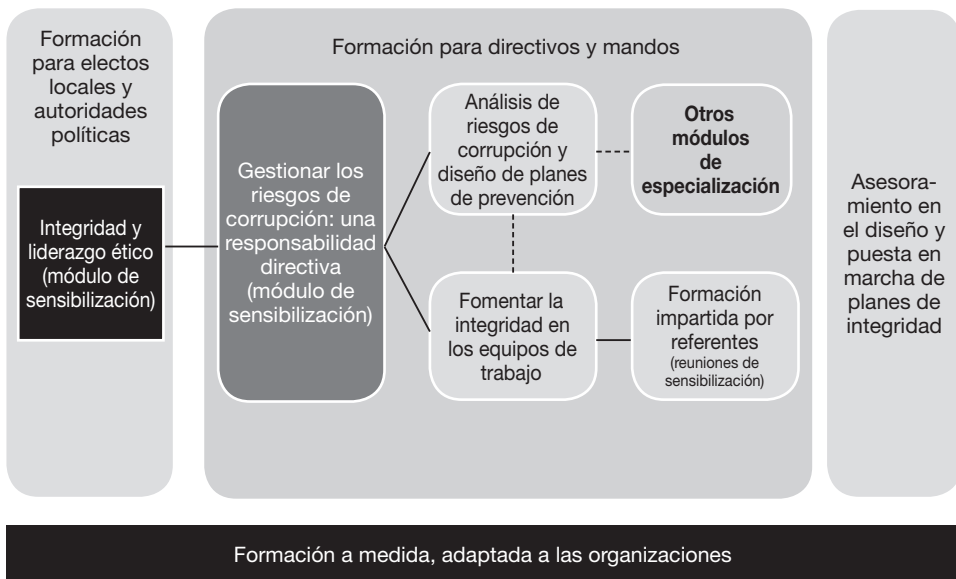 Formación
para electos
locales y
autoridades
políticas
Integridad y
liderazgo ético
(módulo de
sensibilización)
Formación para directivos y mandos
Gestionar los
riesgos de
corrupción: una
responsabilidad
directiva
(módulo de
sensibilización)
Análisis de
riesgos de
corrupción y
diseño de planes
de prevención
Otros
módulos
de
especialización
Fomentar la
integridad en
los equipos de
trabajo
Formación
impartida por
referentes
(reuniones de
sensibilización)
Asesora-
miento en
el diseño y
puesta en
marcha de
planes de
integridad
Formación a medida, adaptada a las organizaciones